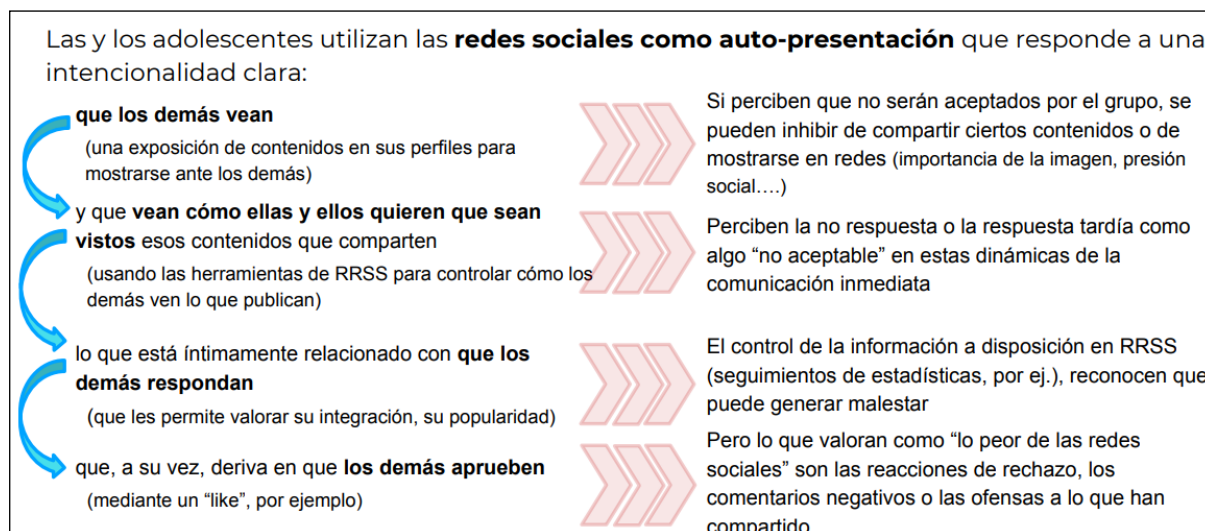 Las y los adolescentes utilizan las redes sociales como auto-presentación que responde a una
intencionalidad clara:
que los demás vean
(una exposición de contenidos en sus perfiles para
mostrarse ante los demás)
y que vean cómo ellas y ellos quieren que sean
vistos esos contenidos que comparten
(usando las herramientas de RRSS para controlar cómo los
demás ven lo que publican)
lo que está íntimamente relacionado con que los
demás respondan
(que les permite valorar su integración, su popularidad)
que, a su vez, deriva en que los demás aprueben
(mediante un “like”, por ejemplo)
Si perciben que no serán aceptados por el grupo, se
pueden inhibir de compartir ciertos contenidos o de
mostrarse en redes (importancia de la imagen, presión
social….)
Perciben la no respuesta o la respuesta tardía como
algo “no aceptable” en estas dinámicas de la
comunicación inmediata
El control de la información a disposición en RRSS
(seguimientos de estadísticas, por ej.), reconocen que
puede generar malestar
Pero lo que valoran como “lo peor de las redes
sociales” son las reacciones de rechazo, los
comentarios negativos o las ofensas a lo que han
compartido